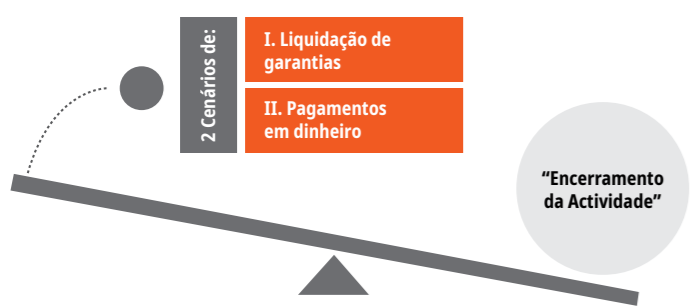 2 Cenários de:
I. Liquidação de
garantias
II. Pagamentos
em dinheiro
“Encerramento
da Actividade”